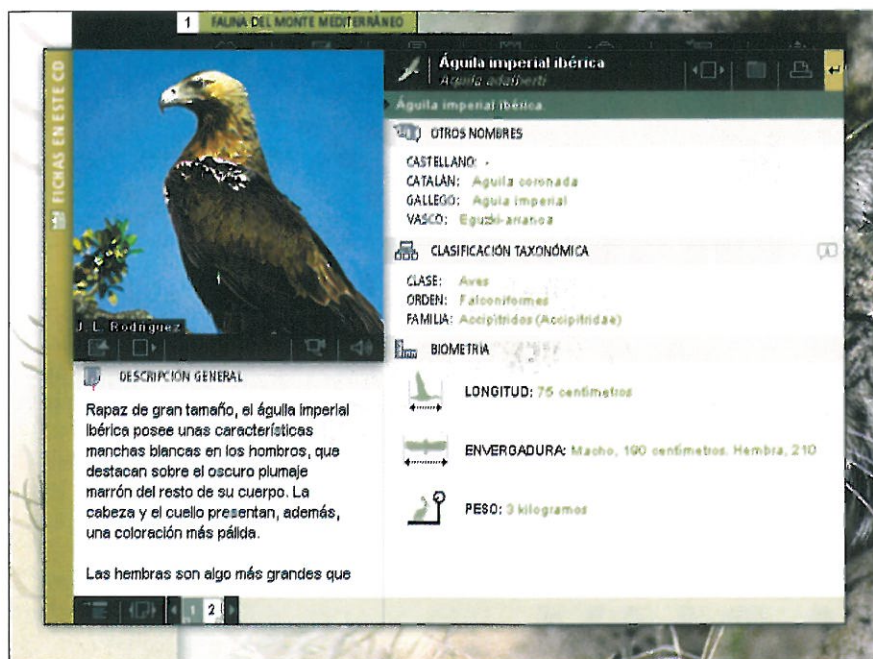 1 FAUNA DEL MONTE MEDITERRÁNEO
FICHAS EN ESTE CD
Águila imperial ibérica
Aquila adalberti
Águila imperial ibérica
OTROS NOMBRES
CASTELLANO: -
CATALÁN: Aguila coronada
GALLEGO: Aguia imperial
VASCO: Eguzki-arranoa
CLASIFICACIÓN TAXONÓMICA
CLASE: Aves
ORDEN: Falconiformes
FAMILIA: Accipítridos (Accipitridae)
BIOMETRÍA
LONGITUD: 75 centímetros
ENVERGADURA: Macho, 190 centímetros. Hembra, 210
PESO: 3 kilogramos
J. L. Rodríguez
DESCRIPCIÓN GENERAL
Rapaz de gran tamaño, el águila imperial
ibérica posee unas características
manchas blancas en los hombros, que
destacan sobre el oscuro plumaje
marrón del resto de su cuerpo. La
cabeza y el cuello presentan, además,
una coloración más pálida.
Las hembras son algo más grandes que
1 2